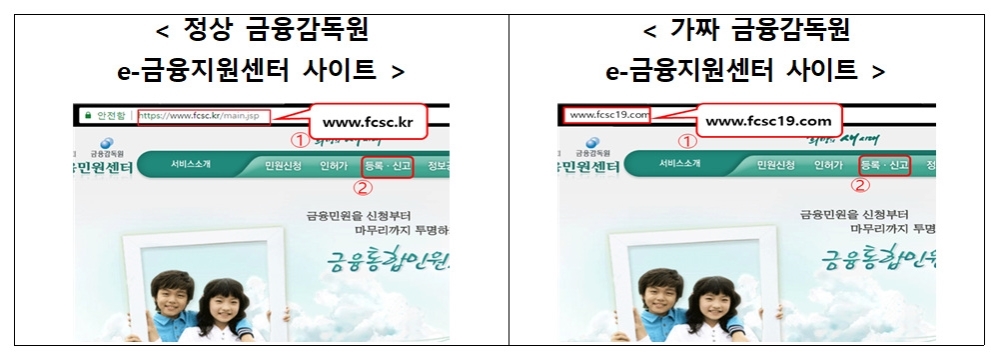 < 정상 금융감독원
e-금융지원센터 사이트 >
안전함 | https://www.fcsc.kr/main.jsp
www.fcsc.kr
①
새
금융감독원
민원센터
서비스소개 민원신청 인허가 등록·신고 정보
②
금융민원을 신청부터
마무리까지 투명하
금융통합민원
< 가짜 금융감독원
e-금융지원센터 사이트 >
www.fcsc19.com
www.fcsc19.com
①
새
금융감독원
민원센터
서비스소개 민원신청 인허가 등록·신고 정
②
금융민원을 신청부터
마무리까지 투명
금융통합민원